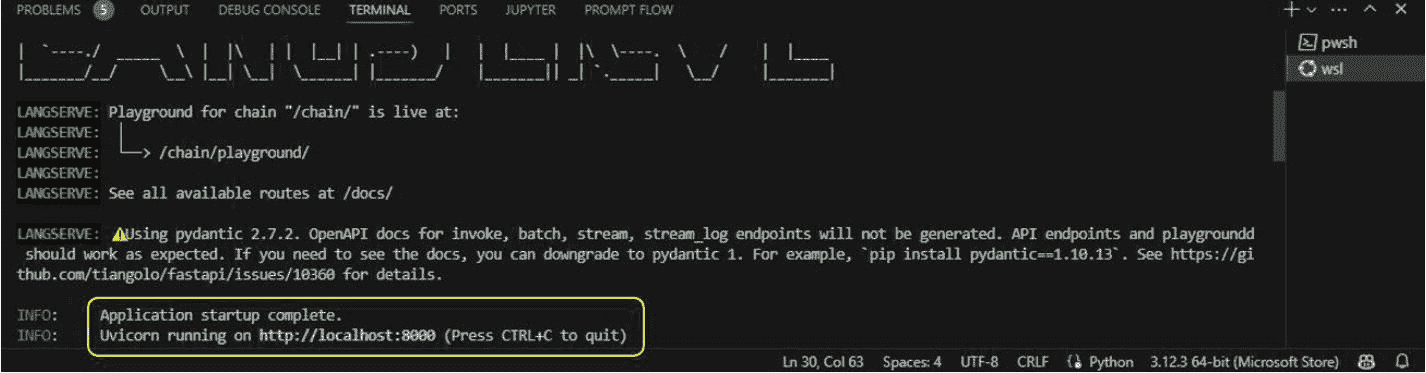 PROBLEMS 5 OUTPUT DEBUG CONSOLE TERMINAL PORTS JUPYTER PROMPT FLOW
pwsh
wsl
LANGSERVE: Playground for chain "/chain/" is live at:
LANGSERVE: │
LANGSERVE: └──> /chain/playground/
LANGSERVE:
LANGSERVE: See all available routes at /docs/
LANGSERVE: ⚠Using pydantic 2.7.2. OpenAPI docs for invoke, batch, stream, stream_log endpoints will not be generated. API endpoints and playgroundd
should work as expected. If you need to see the docs, you can downgrade to pydantic 1. For example, `pip install pydantic==1.10.13`. See https://gi
thub.com/tiangolo/fastapi/issues/10360 for details.
INFO: Application startup complete.
INFO: Uvicorn running on http://localhost:8000 (Press CTRL+C to quit)
Ln 30, Col 63 Spaces: 4 UTF-8 CRLF Python 3.12.3 64-bit (Microsoft Store)